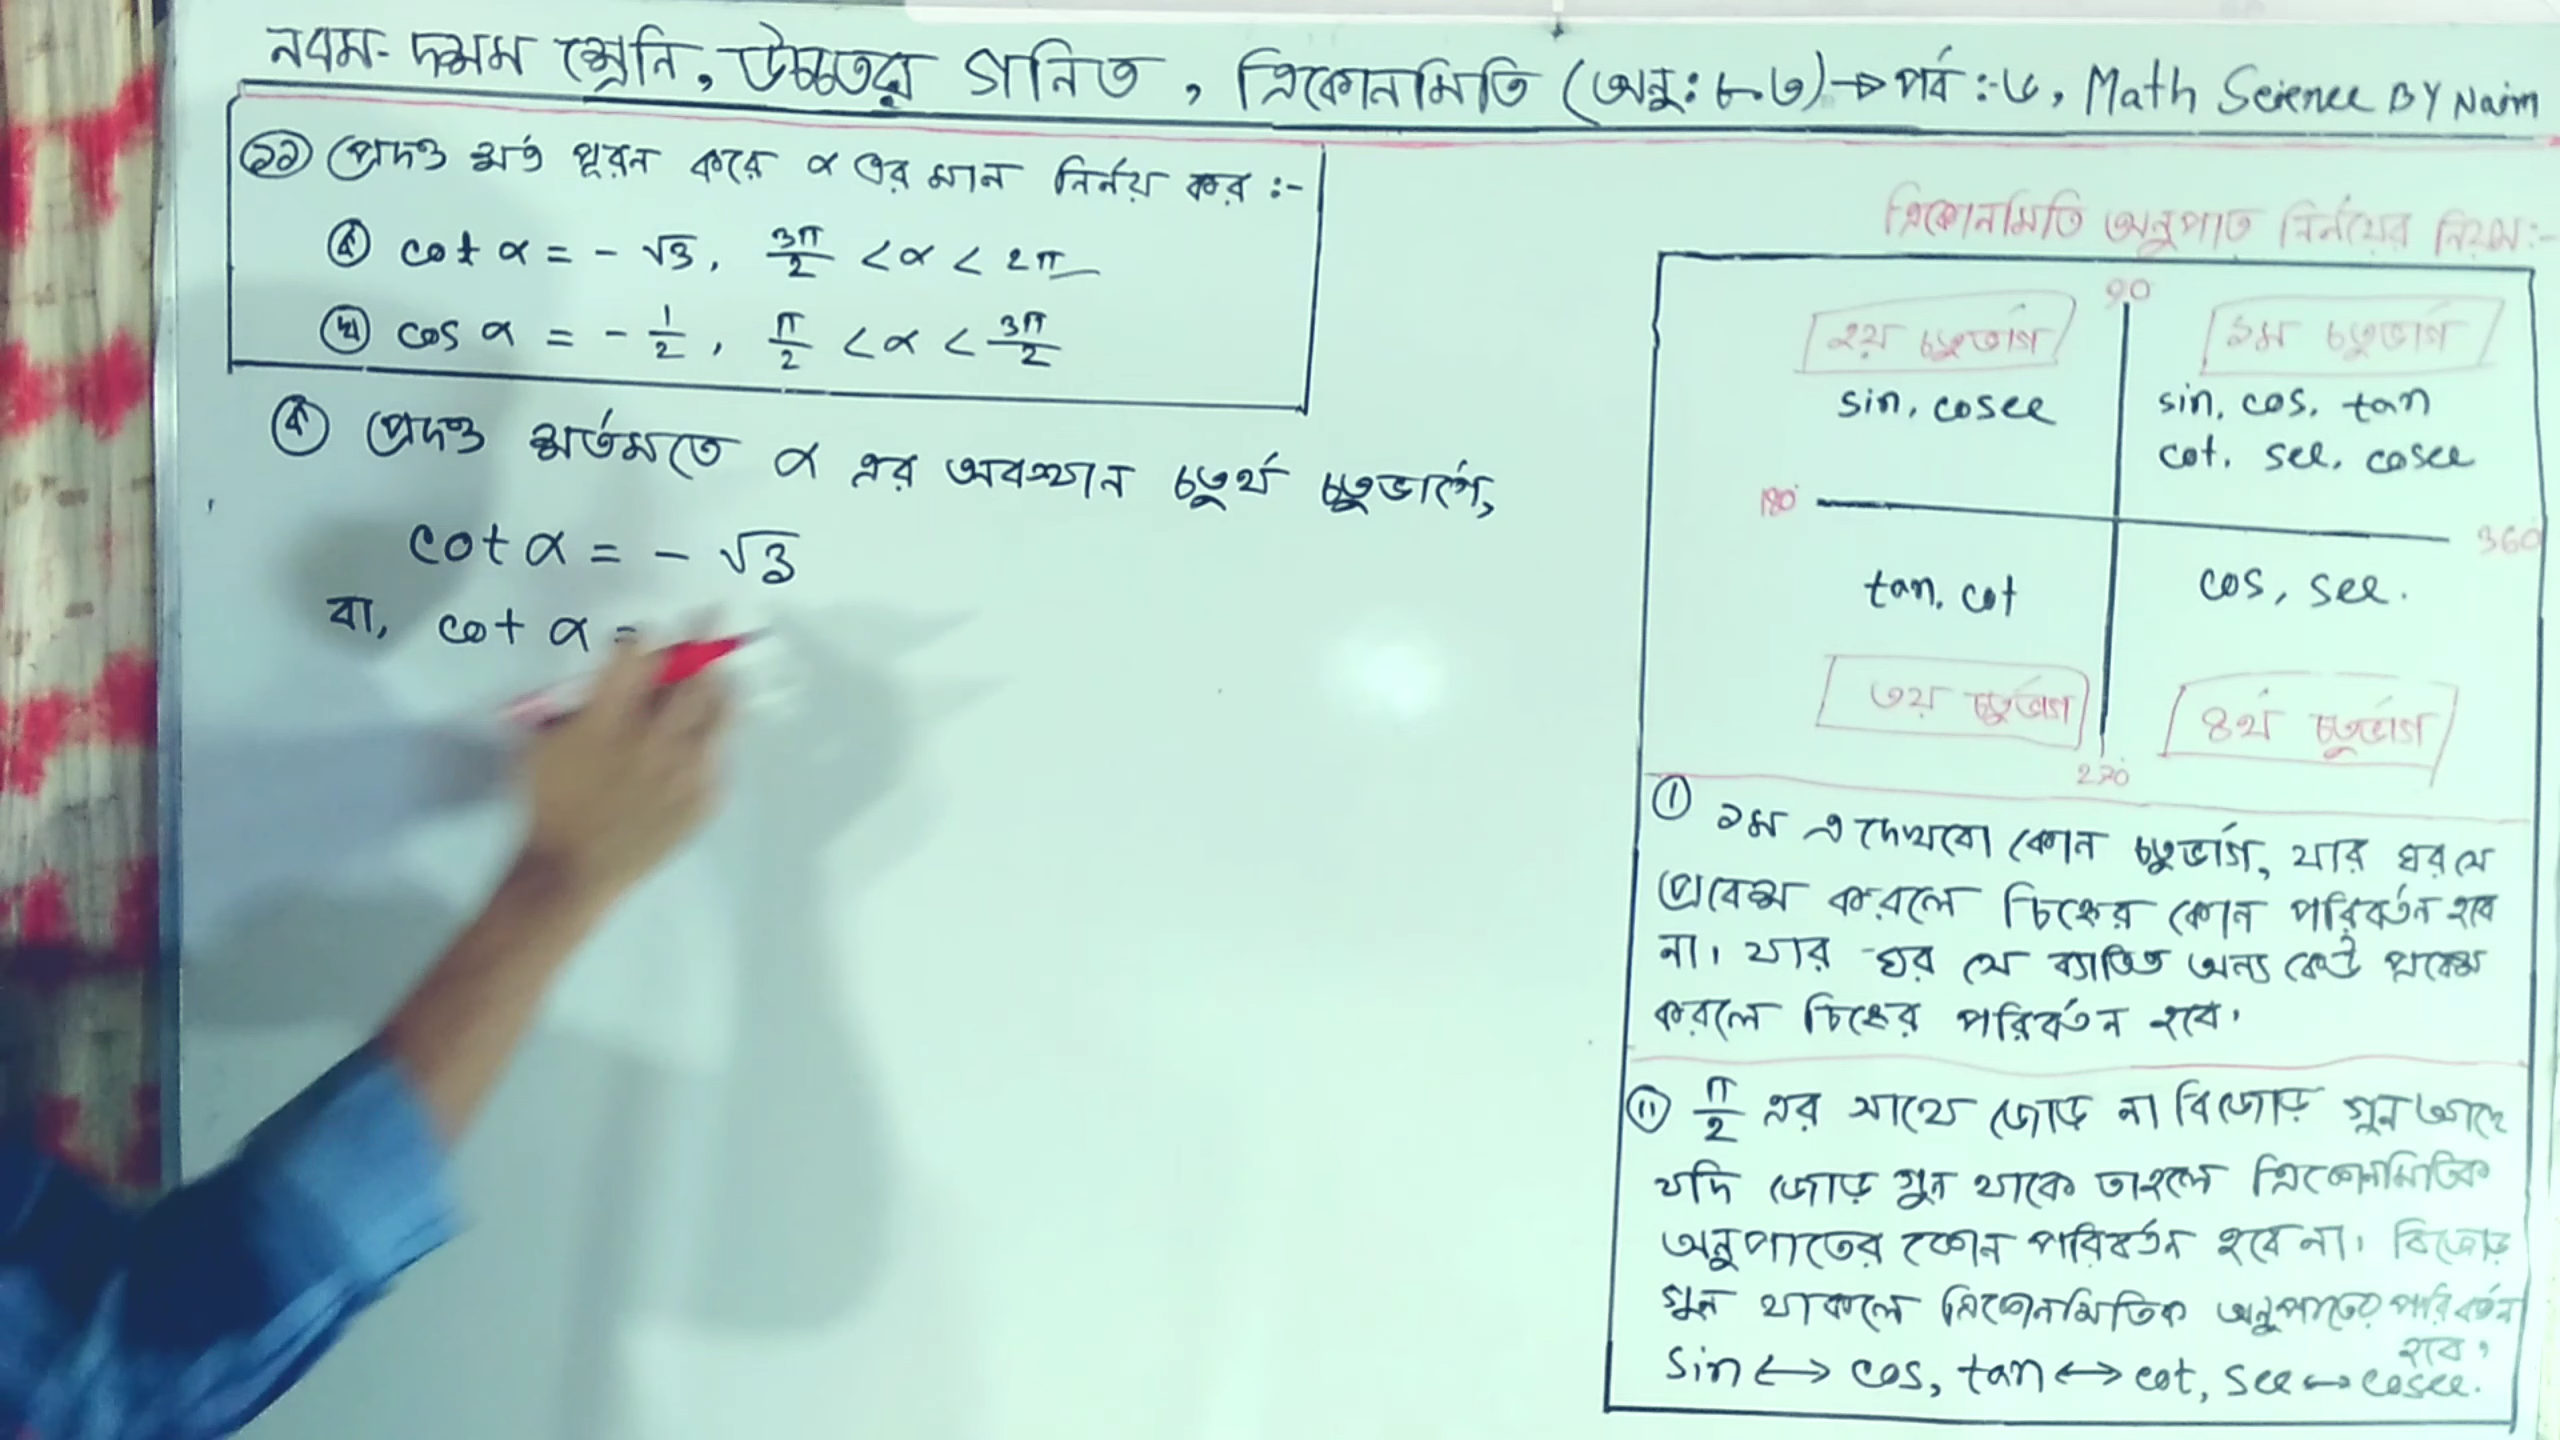 নবম-দশম শ্রেনি, উচ্চতর গনিত, ত্রিকোনমিতি (অনু: ৮.৩) → পর্ব :-৬, Math Science BY Naim
১১ প্রদত্ত শর্ত পূরন করে α এর মান নির্নয় কর :-
ক cot α = - √3, 3π/2 < α < 2π
খ cos α = - 1/2, π/2 < α < 3π/2
ক প্রদত্ত শর্তমতে α এর অবস্থান চতুর্থ চতুর্ভাগে,
cot α = - √3
বা, cot α =
ত্রিকোনমিতি অনুপাত নির্নয়ের নিয়ম:-
90
২য় চতুর্ভাগ
১ম চতুর্ভাগ
sin, cosec
sin, cos, tan
cot, sec, cosec
180
360
tan, cot
cos, sec.
৩য় চতুর্ভাগ
৪র্থ চতুর্ভাগ
270
① ১ম এ দেখবো কোন চতুর্ভাগ, যার ঘর সে
প্রবেশ করলে চিহ্নের কোন পরিবর্তন হবে
না। যার ঘর সে ব্যাতিত অন্য কেউ প্রবেশ
করলে চিহ্নের পরিবর্তন হবে।
⑪ π/2 এর সাথে জোড় না বিজোড় গুন আছে
যদি জোড় গুন থাকে তাহলে ত্রিকোনমিতিক
অনুপাতের কোন পরিবর্তন হবে না। বিজোড়
গুন থাকলে ত্রিকোনমিতিক অনুপাতের পরিবর্তন
হবে।
sin ↔ cos, tan ↔ cot, sec ↔ cosec.